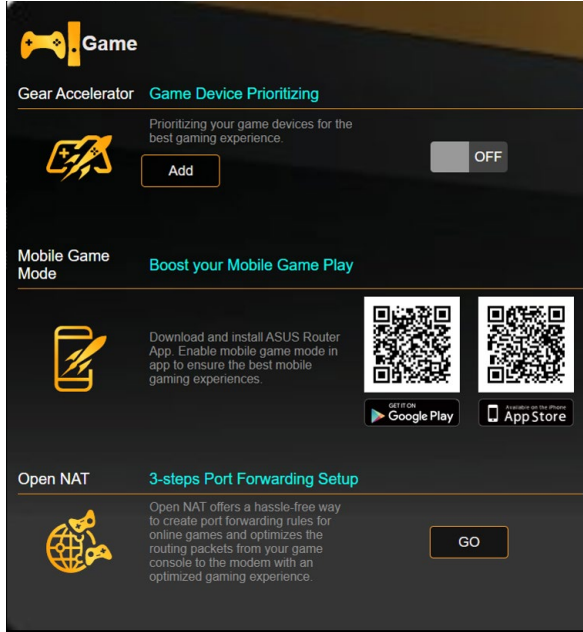 Game
Gear Accelerator
Game Device Prioritizing
Prioritizing your game devices for the
best gaming experience.
Add
OFF
Mobile Game
Mode
Boost your Mobile Game Play
Download and install ASUS Router
App. Enable mobile game mode in
app to ensure the best mobile
gaming experiences.
GET IT ON
Google Play
Available on the iPhone
App Store
Open NAT
3-steps Port Forwarding Setup
Open NAT offers a hassle-free way
to create port forwarding rules for
online games and optimizes the
routing packets from your game
console to the modem with an
optimized gaming experience.
GO